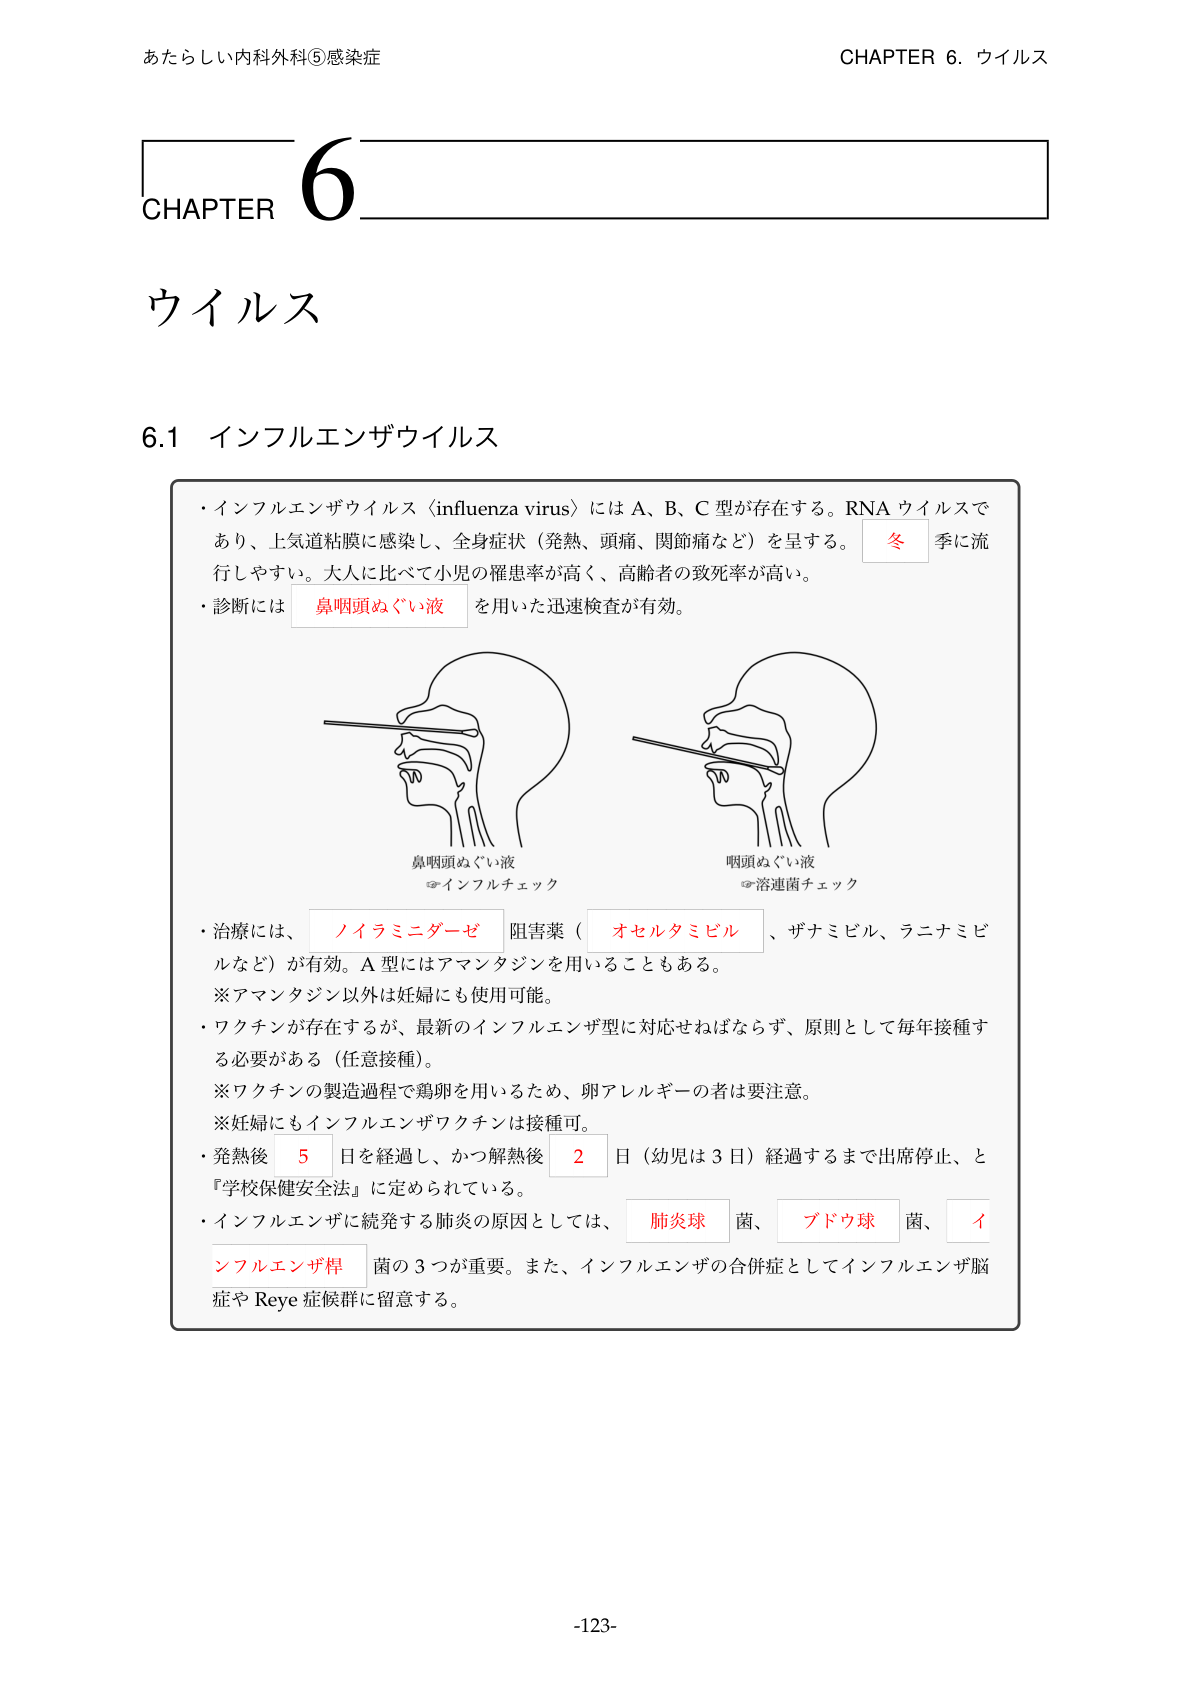 あたらしい内科外科⑤感染症
CHAPTER 6. ウイルス
CHAPTER 6
ウイルス
6.1 インフルエンザウイルス
・インフルエンザウイルス〈influenza virus〉には A、B、C 型が存在する。RNA ウイルスで
あり、上気道粘膜に感染し、全身症状（発熱、頭痛、関節痛など）を呈する。 冬 季に流
行しやすい。大人に比べて小児の罹患率が高く、高齢者の致死率が高い。
・診断には 鼻咽頭ぬぐい液 を用いた迅速検査が有効。
鼻咽頭ぬぐい液
☞インフルチェック
咽頭ぬぐい液
☞溶連菌チェック
・治療には、 ノイラミニダーゼ 阻害薬（ オセルタミビル 、ザナミビル、ラニナミビ
ルなど）が有効。A 型にはアマンタジンを用いることもある。
※アマンタジン以外は妊婦にも使用可能。
・ワクチンが存在するが、最新のインフルエンザ型に対応せねばならず、原則として毎年接種す
る必要がある（任意接種）。
※ワクチンの製造過程で鶏卵を用いるため、卵アレルギーの者は要注意。
※妊婦にもインフルエンザワクチンは接種可。
・発熱後 5 日を経過し、かつ解熱後 2 日（幼児は 3 日）経過するまで出席停止、と
『学校保健安全法』に定められている。
・インフルエンザに続発する肺炎の原因としては、 肺炎球 菌、 ブドウ球 菌、 イ
ンフルエンザ桿 菌の 3 つが重要。また、インフルエンザの合併症としてインフルエンザ脳
症や Reye 症候群に留意する。
-123-